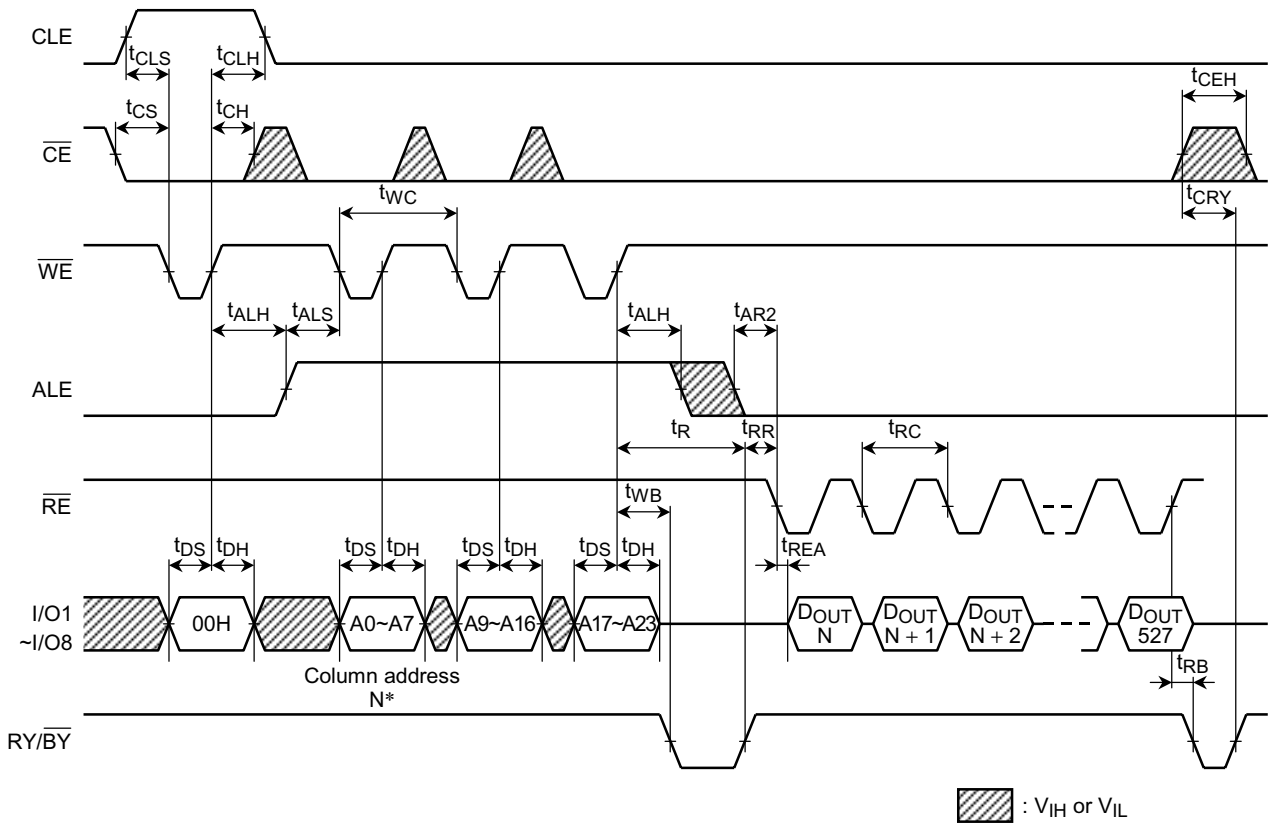 CLE
tCLS
tCLH
tCEH
tCS
tCH
CE
tWC
tCRY
WE
tALH
tALS
tALH
tAR2
ALE
tR
tRR
tRC
RE
tWB
tREA
tDS
tDH
tDS
tDH
tDS
tDH
tDS
tDH
I/O1
~I/O8
00H
A0~A7
A9~A16
A17~A23
DOUT
N
DOUT
N + 1
DOUT
N + 2
DOUT
527
Column address
N*
tRB
RY/BY
: VIH or VIL